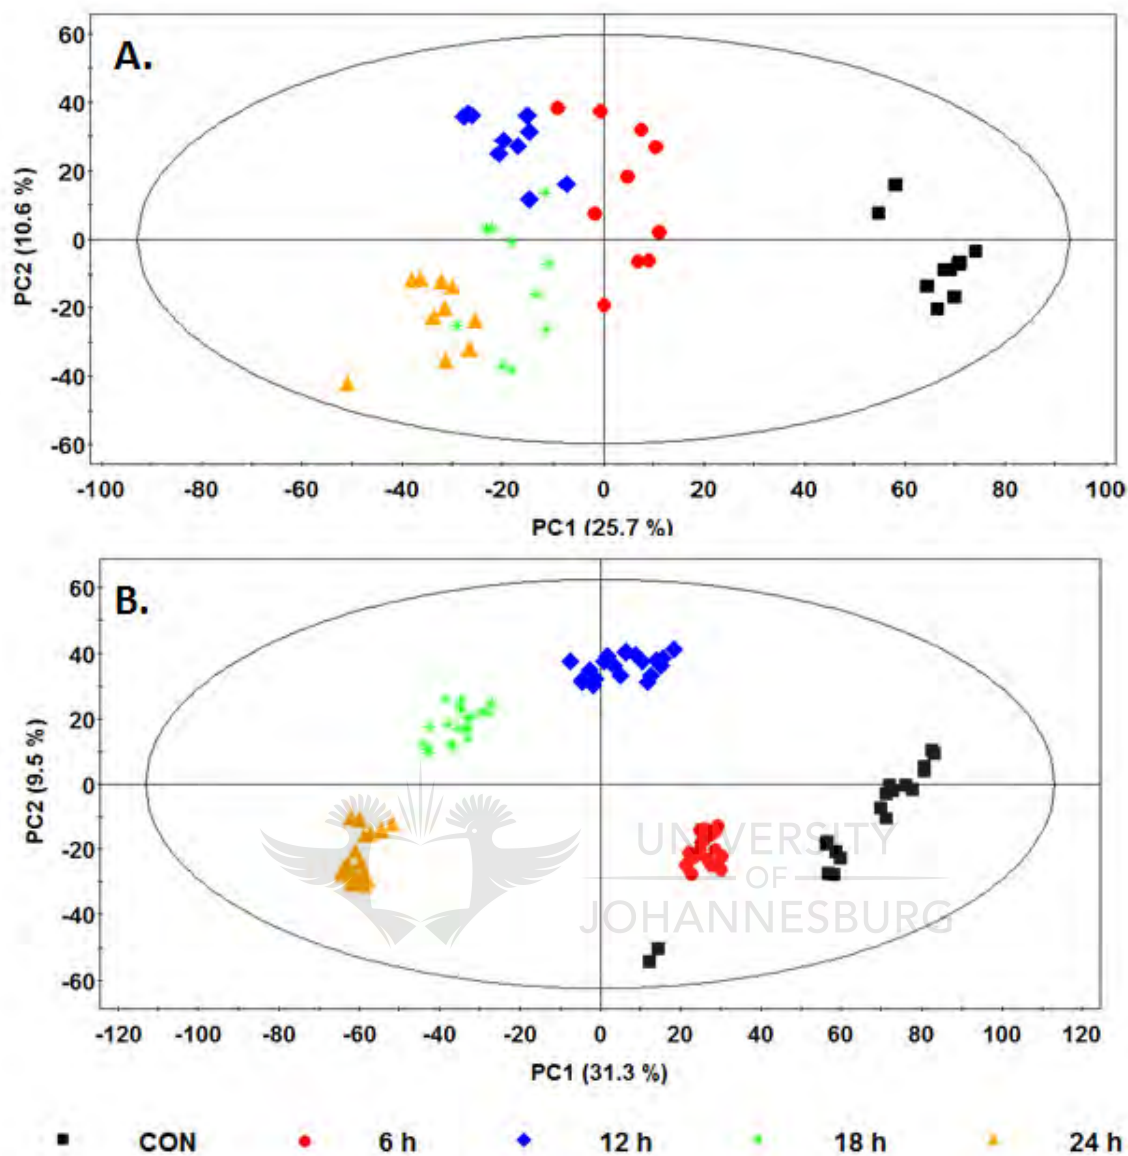 A.
60
40
20
0
-20
-40
-60
PC2 (10.6 %)
-100 -80 -60 -40 -20 0 20 40 60 80 100
PC1 (25.7 %)
B.
60
40
20
0
-20
-40
-60
PC2 (9.5 %)
UNIVERSITY
OF
JOHANNESBURG
-120 -100 -80 -60 -40 -20 0 20 40 60 80 100 120
PC1 (31.3 %)
CON 6 h 12 h 18 h 24 h